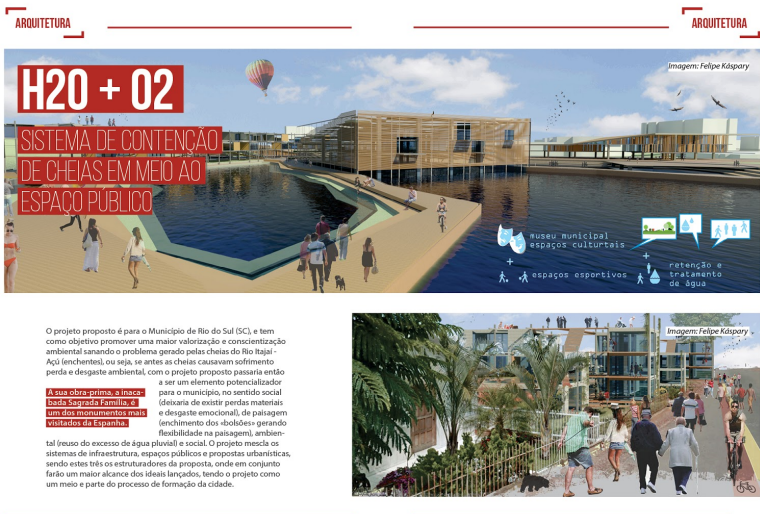 ARQUITETURA
ARQUITETURA
Imagem: Felipe Káspary
H20 + 02
SISTEMA DE CONTENÇÃO
DE CHEIAS EM MEIO AO
ESPAÇO PÚBLICO
museu municipal
espaços culturtais
+
espaços esportivos
+
retenção e
tratamento
de água
O projeto proposto é para o Município de Rio do Sul (SC), e tem
como objetivo promover uma maior valorização e conscientização
ambiental sanando o problema gerado pelas cheias do Rio Itajaí -
Açú (enchentes), ou seja, se antes as cheias causavam sofrimento
perda e desgaste ambiental, com o projeto proposto passaria então
a ser um elemento potencializador
para o município, no sentido social
(deixaria de existir perdas materiais
e desgaste emocional), de paisagem
(enchimento dos «bolsões» gerando
flexibilidade na paisagem), ambien-
tal (reuso do excesso de água pluvial) e social. O projeto mescla os
sistemas de infraestrutura, espaços públicos e propostas urbanísticas,
sendo estes três os estruturadores da proposta, onde em conjunto
farão um maior alcance dos ideais lançados, tendo o projeto como
um meio e parte do processo de formação da cidade.
A sua obra-prima, a inaca-
bada Sagrada Família, é
um dos monumentos mais
visitados da Espanha.
Imagem: Felipe Káspary